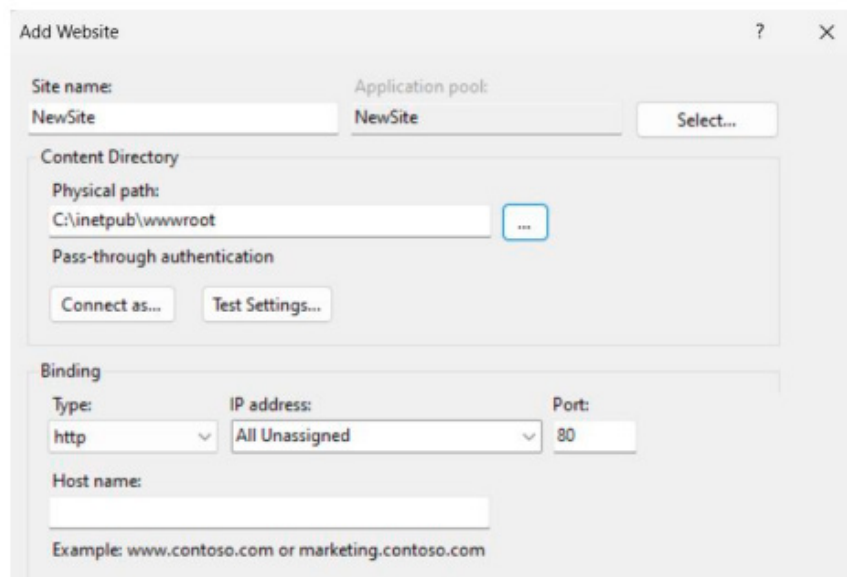 Add Website ?
Site name: Application pool:
NewSite NewSite Select...
Content Directory
Physical path:
C:\inetpub\wwwroot ...
Pass-through authentication
Connect as... Test Settings...
Binding
Type: IP address: Port:
http All Unassigned 80
Host name:
Example: www.contoso.com or marketing.contoso.com